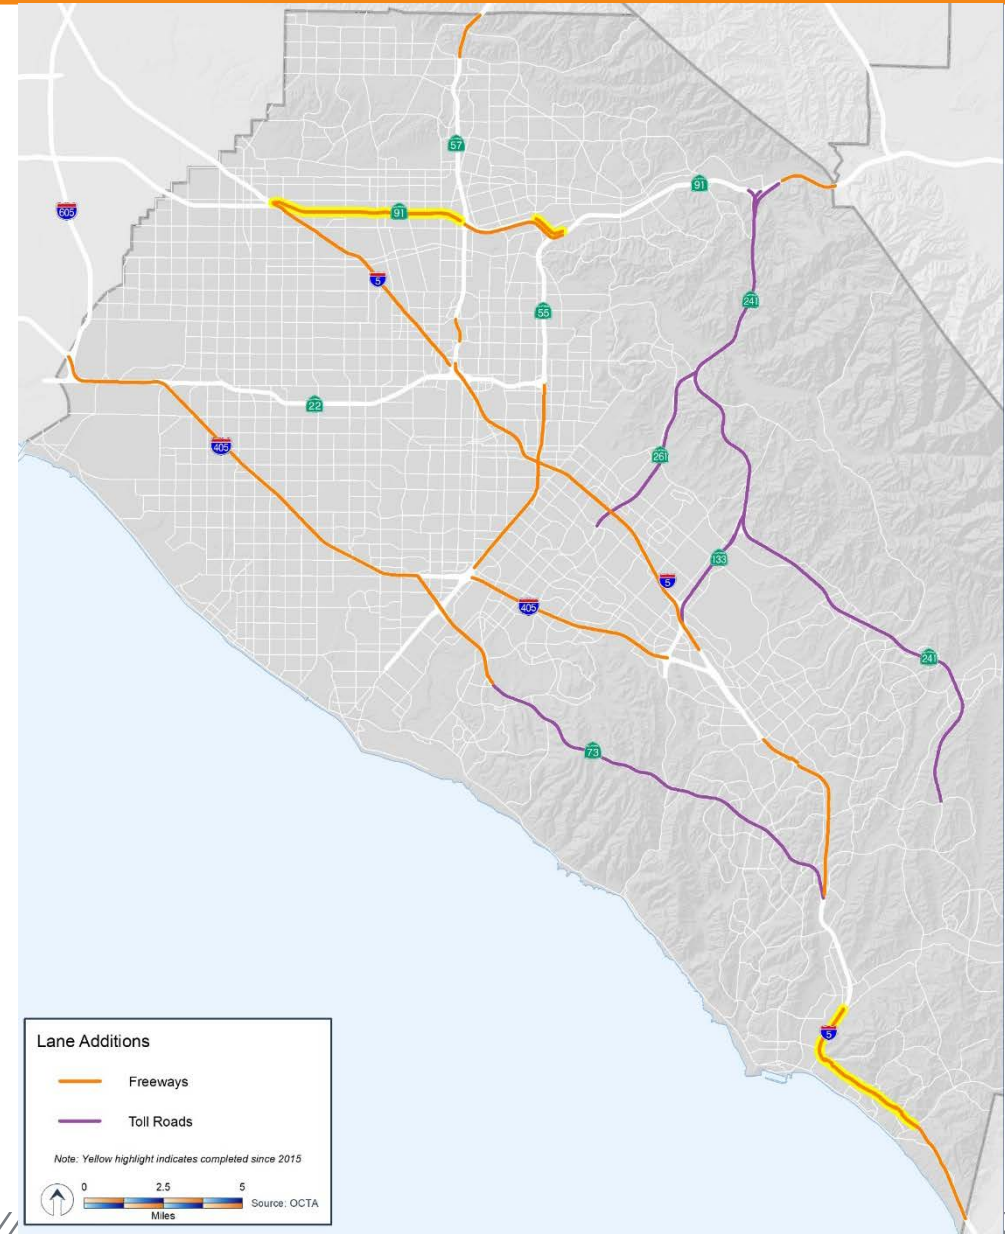 57
91
605
91
5
241
55
22
261
405
133
5
405
241
73
5
Lane Additions
Freeways
Toll Roads
Note: Yellow highlight indicates completed since 2015
0 2.5 5
Source: OCTA
Miles